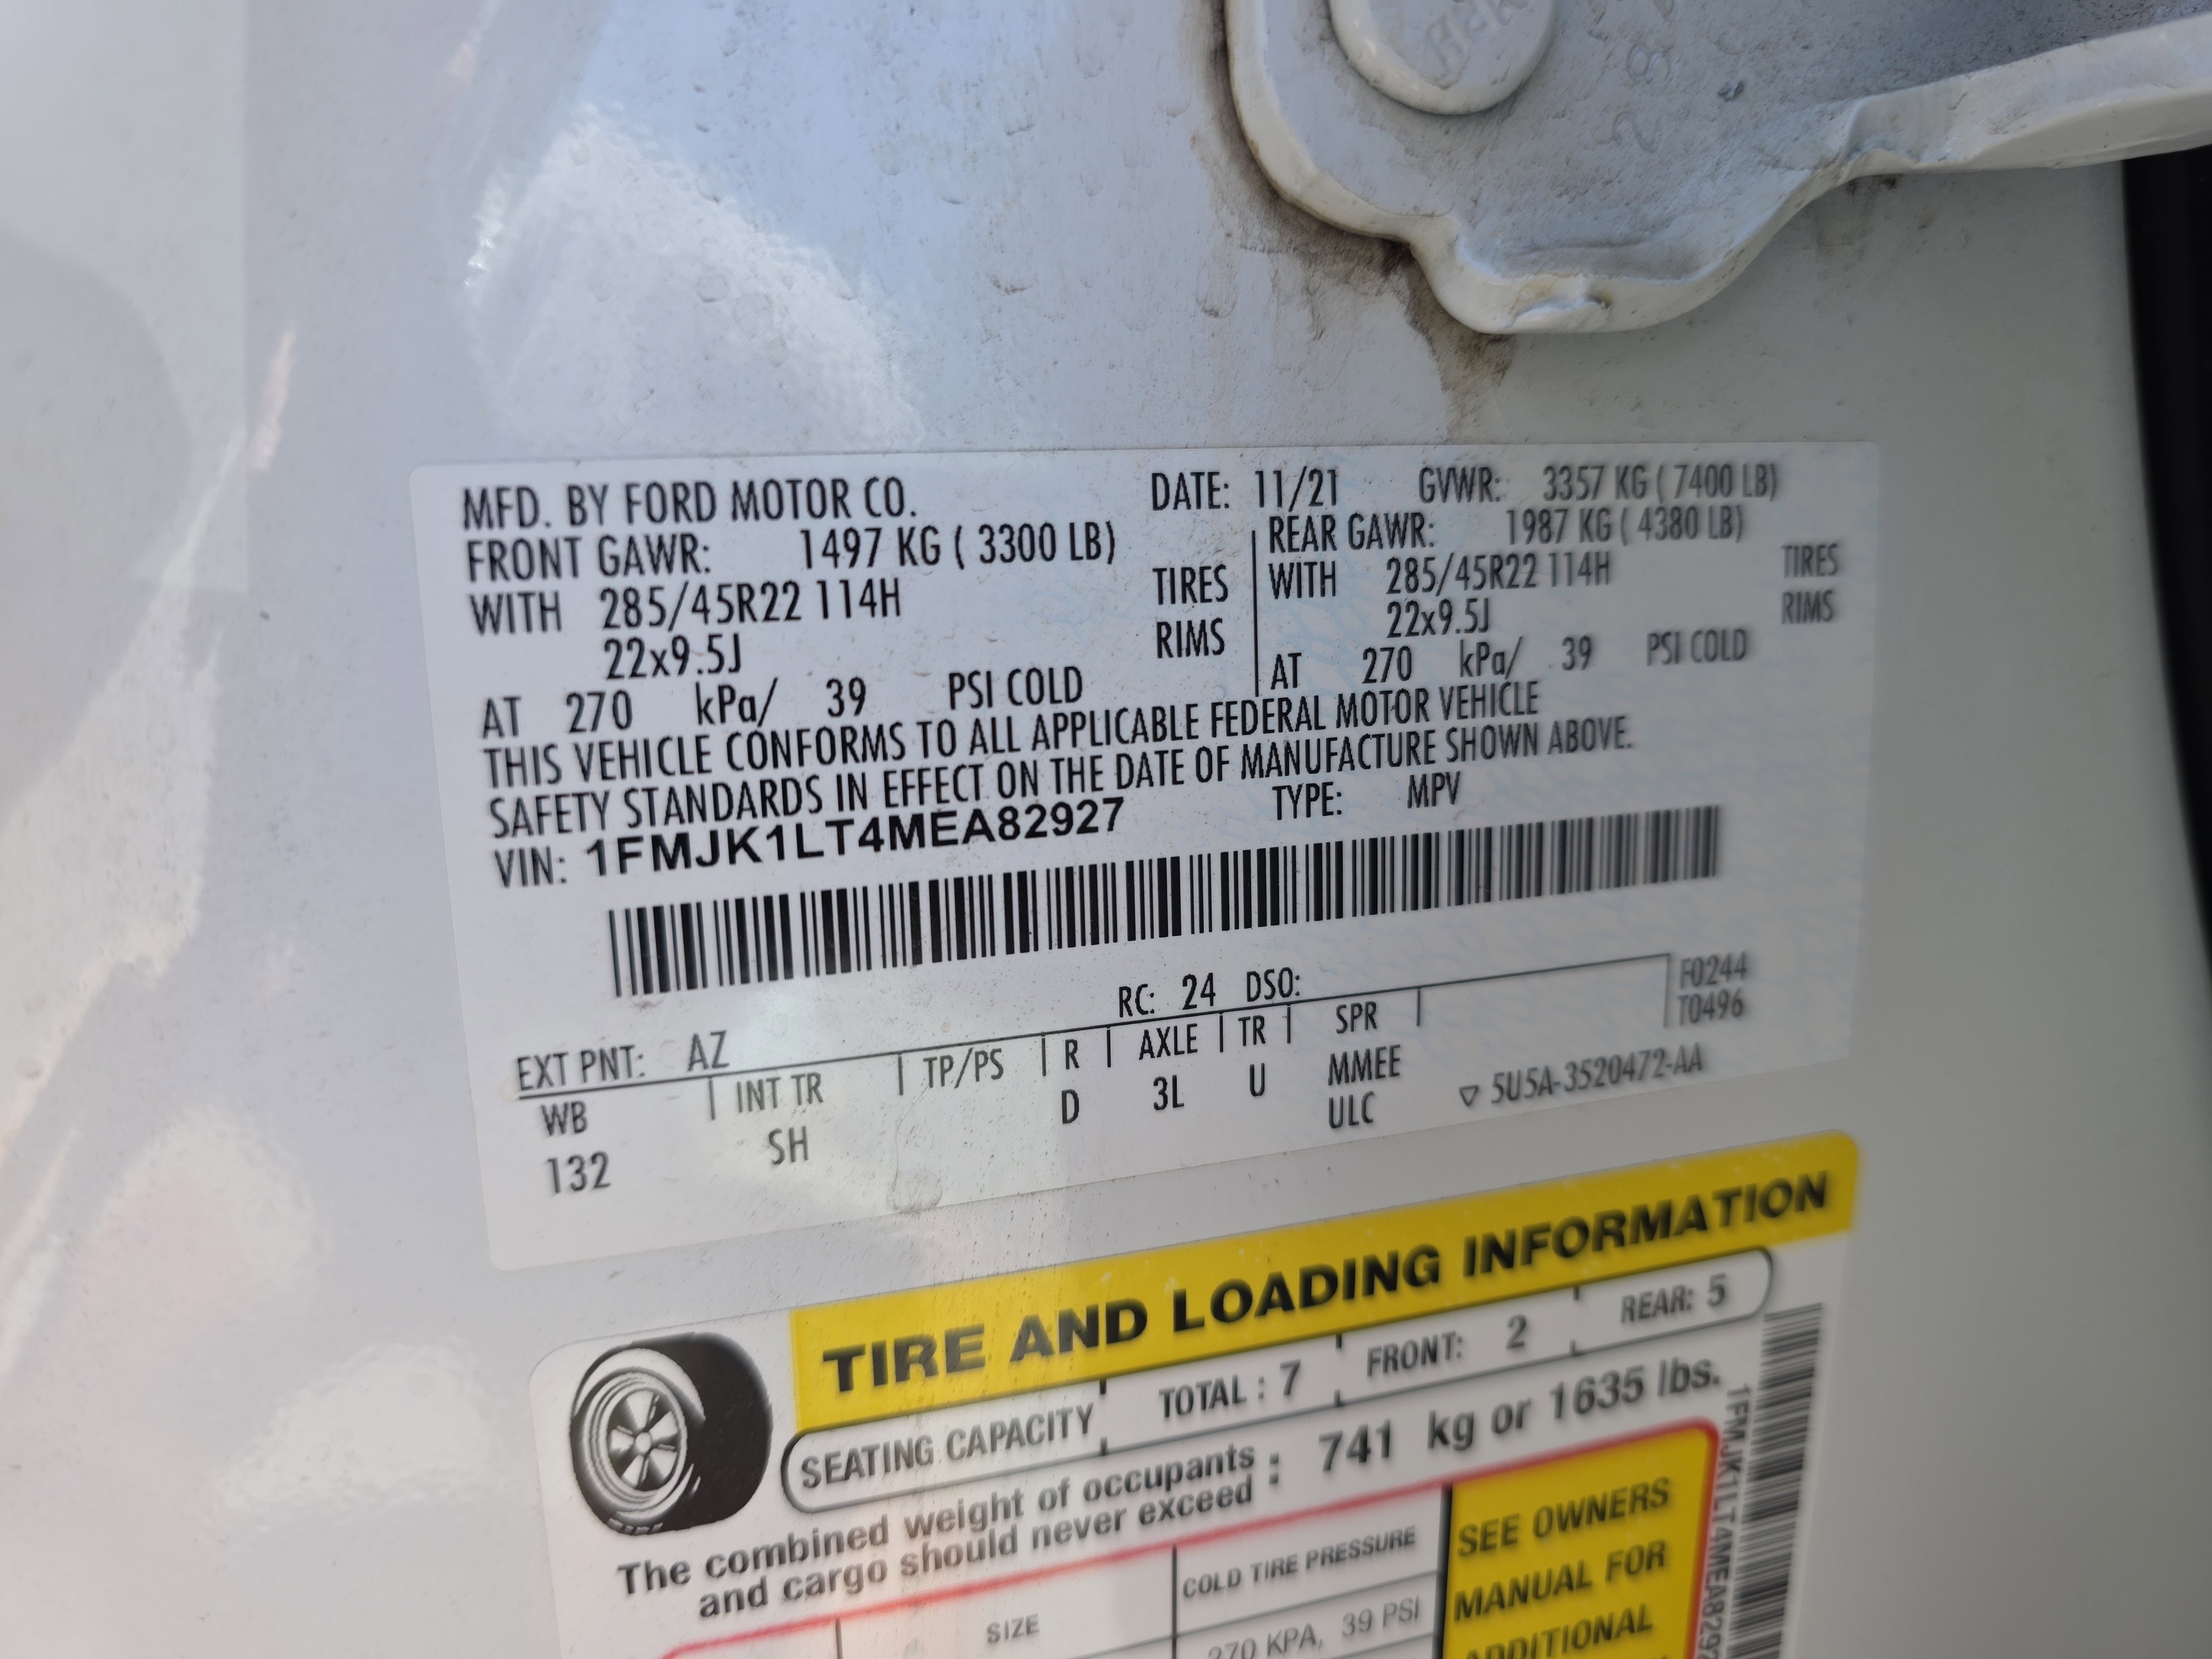 MFD. BY FORD MOTOR CO. DATE: 11/21 GVWR: 3357 KG ( 7400 LB)
FRONT GAWR: 1497 KG ( 3300 LB) REAR GAWR: 1987 KG ( 4380 LB)
WITH 285/45R22 114H TIRES WITH 285/45R22 114H TIRES
22x9.5J RIMS 22x9.5J RIMS
AT 270 kPa/ 39 PSI COLD AT 270 kPa/ 39 PSI COLD
THIS VEHICLE CONFORMS TO ALL APPLICABLE FEDERAL MOTOR VEHICLE
SAFETY STANDARDS IN EFFECT ON THE DATE OF MANUFACTURE SHOWN ABOVE.
VIN: 1FMJK1LT4MEA82927 TYPE: MPV
RC: 24 DSO: F0244
EXT PNT: AZ T0496
WB INT TR TP/PS R AXLE TR SPR
132 SH D 3L U MMEE
ULC ▽ 5U5A-3520472-AA
TIRE AND LOADING INFORMATION
SEATING CAPACITY TOTAL : 7 FRONT: 2 REAR: 5
The combined weight of occupants
and cargo should never exceed : 741 kg or 1635 lbs.
SIZE COLD TIRE PRESSURE
270 KPA, 39 PSI
SEE OWNERS
MANUAL FOR
ADDITIONAL
1FMJK1LT4MEA829